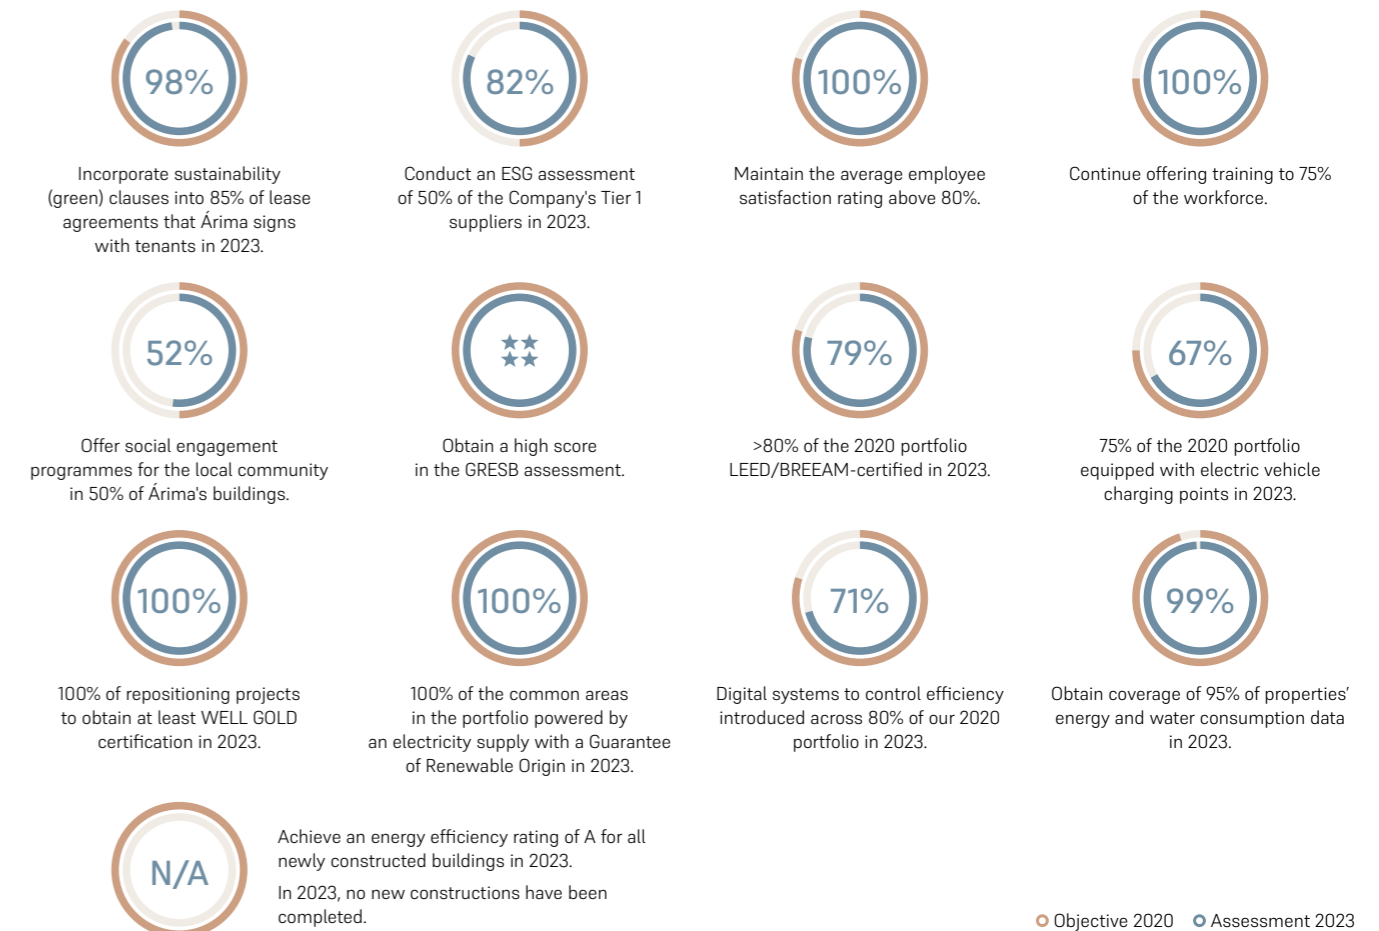 98%
Incorporate sustainability
(green) clauses into 85% of lease
agreements that Árima signs
with tenants in 2023.
82%
Conduct an ESG assessment
of 50% of the Company's Tier 1
suppliers in 2023.
100%
Maintain the average employee
satisfaction rating above 80%.
100%
Continue offering training to 75%
of the workforce.
52%
Offer social engagement
programmes for the local community
in 50% of Árima's buildings.
Obtain a high score
in the GRESB assessment.
79%
>80% of the 2020 portfolio
LEED/BREEAM-certified in 2023.
67%
75% of the 2020 portfolio
equipped with electric vehicle
charging points in 2023.
100%
100% of repositioning projects
to obtain at least WELL GOLD
certification in 2023.
100%
100% of the common areas
in the portfolio powered by
an electricity supply with a Guarantee
of Renewable Origin in 2023.
71%
Digital systems to control efficiency
introduced across 80% of our 2020
portfolio in 2023.
99%
Obtain coverage of 95% of properties’
energy and water consumption data
in 2023.
N/A
Achieve an energy efficiency rating of A for all
newly constructed buildings in 2023.
In 2023, no new constructions have been
completed.
Objective 2020
Assessment 2023